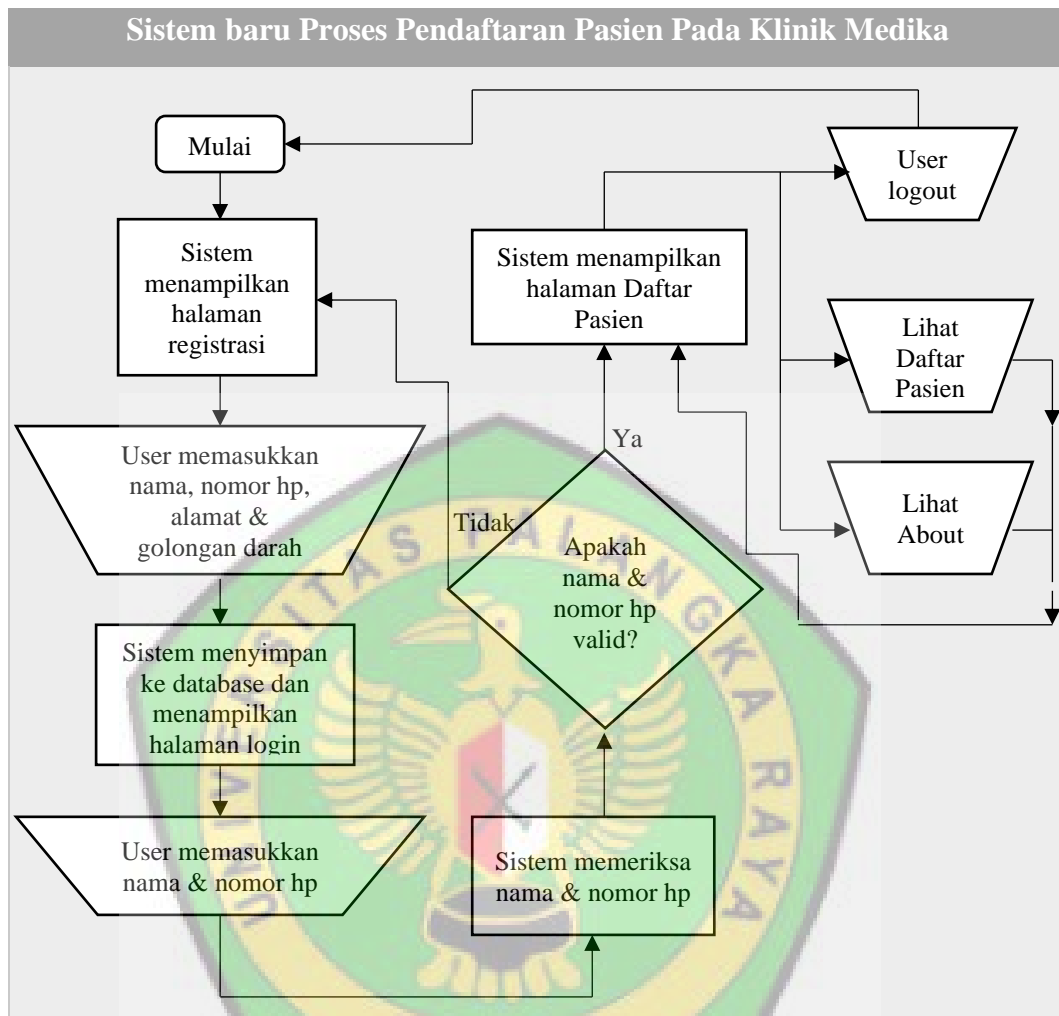 Sistem baru Proses Pendaftaran Pasien Pada Klinik Medika
Mulai
Sistem
menampilkan
halaman
registrasi
User memasukkan
nama, nomor hp,
alamat &
golongan darah
Sistem menyimpan
ke database dan
menampilkan
halaman login
User memasukkan
nama & nomor hp
Sistem memeriksa
nama & nomor hp
Apakah
nama &
nomor hp
valid?
Tidak
Ya
Sistem menampilkan
halaman Daftar
Pasien
User
logout
Lihat
Daftar
Pasien
Lihat
About
UNIVERSITAS PALANGKA RAYA